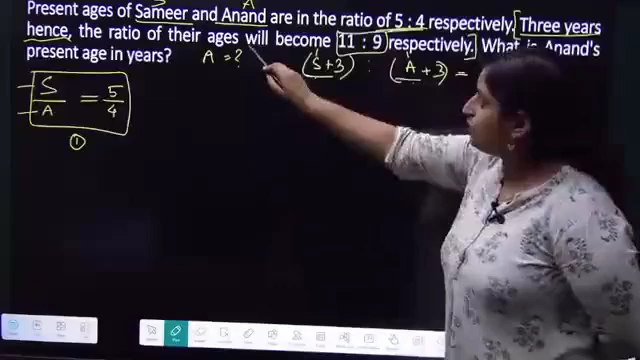 A
Present ages of Sameer and Anand are in the ratio of 5 : 4 respectively. Three years
hence, the ratio of their ages will become 11 : 9 respectively. What is Anand's
present age in years?
A = ?
(S+3) : (A+3) =
S/A = 5/4
①